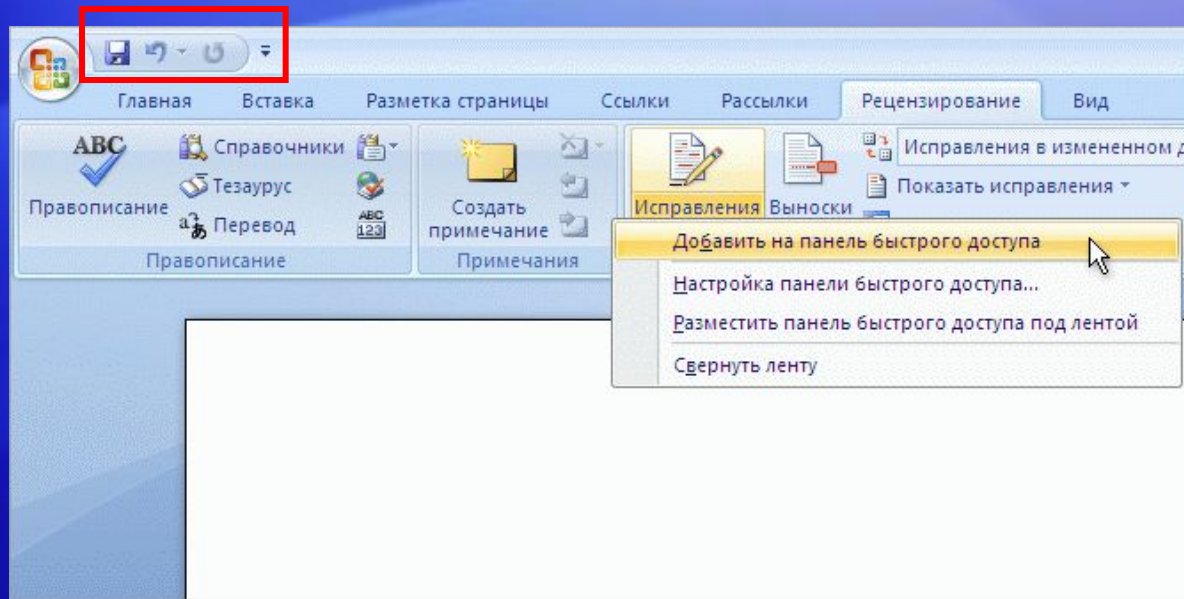 Главная Вставка Разметка страницы Ссылки Рассылки Рецензирование Вид
ABC
Правописание
Справочники
Тезаурус
Перевод
ABC
123
Правописание
Создать
примечание
Примечания
Исправления
Выноски
Исправления в измененном
Показать исправления
Добавить на панель быстрого доступа
Настройка панели быстрого доступа...
Разместить панель быстрого доступа под лентой
Свернуть ленту